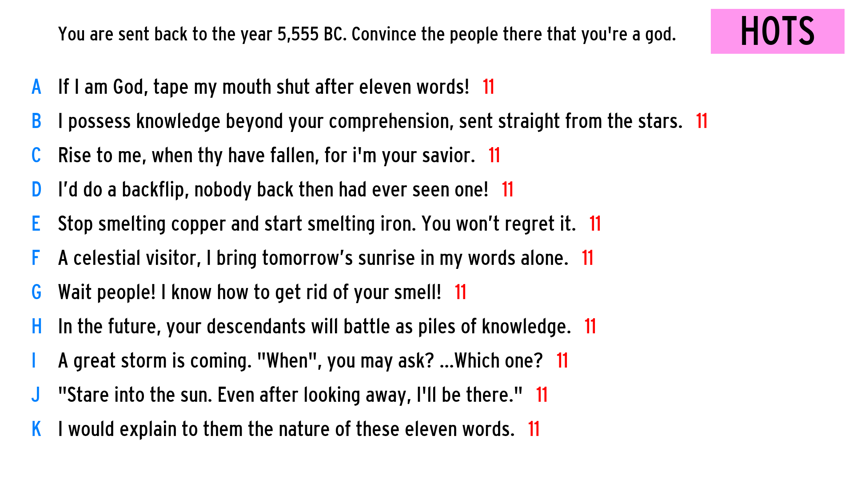 You are sent back to the year 5,555 BC. Convince the people there that you're a god.
HOTS
A If I am God, tape my mouth shut after eleven words! 11
B I possess knowledge beyond your comprehension, sent straight from the stars. 11
C Rise to me, when thy have fallen, for i'm your savior. 11
D I’d do a backflip, nobody back then had ever seen one! 11
E Stop smelting copper and start smelting iron. You won’t regret it. 11
F A celestial visitor, I bring tomorrow’s sunrise in my words alone. 11
G Wait people! I know how to get rid of your smell! 11
H In the future, your descendants will battle as piles of knowledge. 11
I A great storm is coming. "When", you may ask? ...Which one? 11
J "Stare into the sun. Even after looking away, I'll be there." 11
K I would explain to them the nature of these eleven words. 11